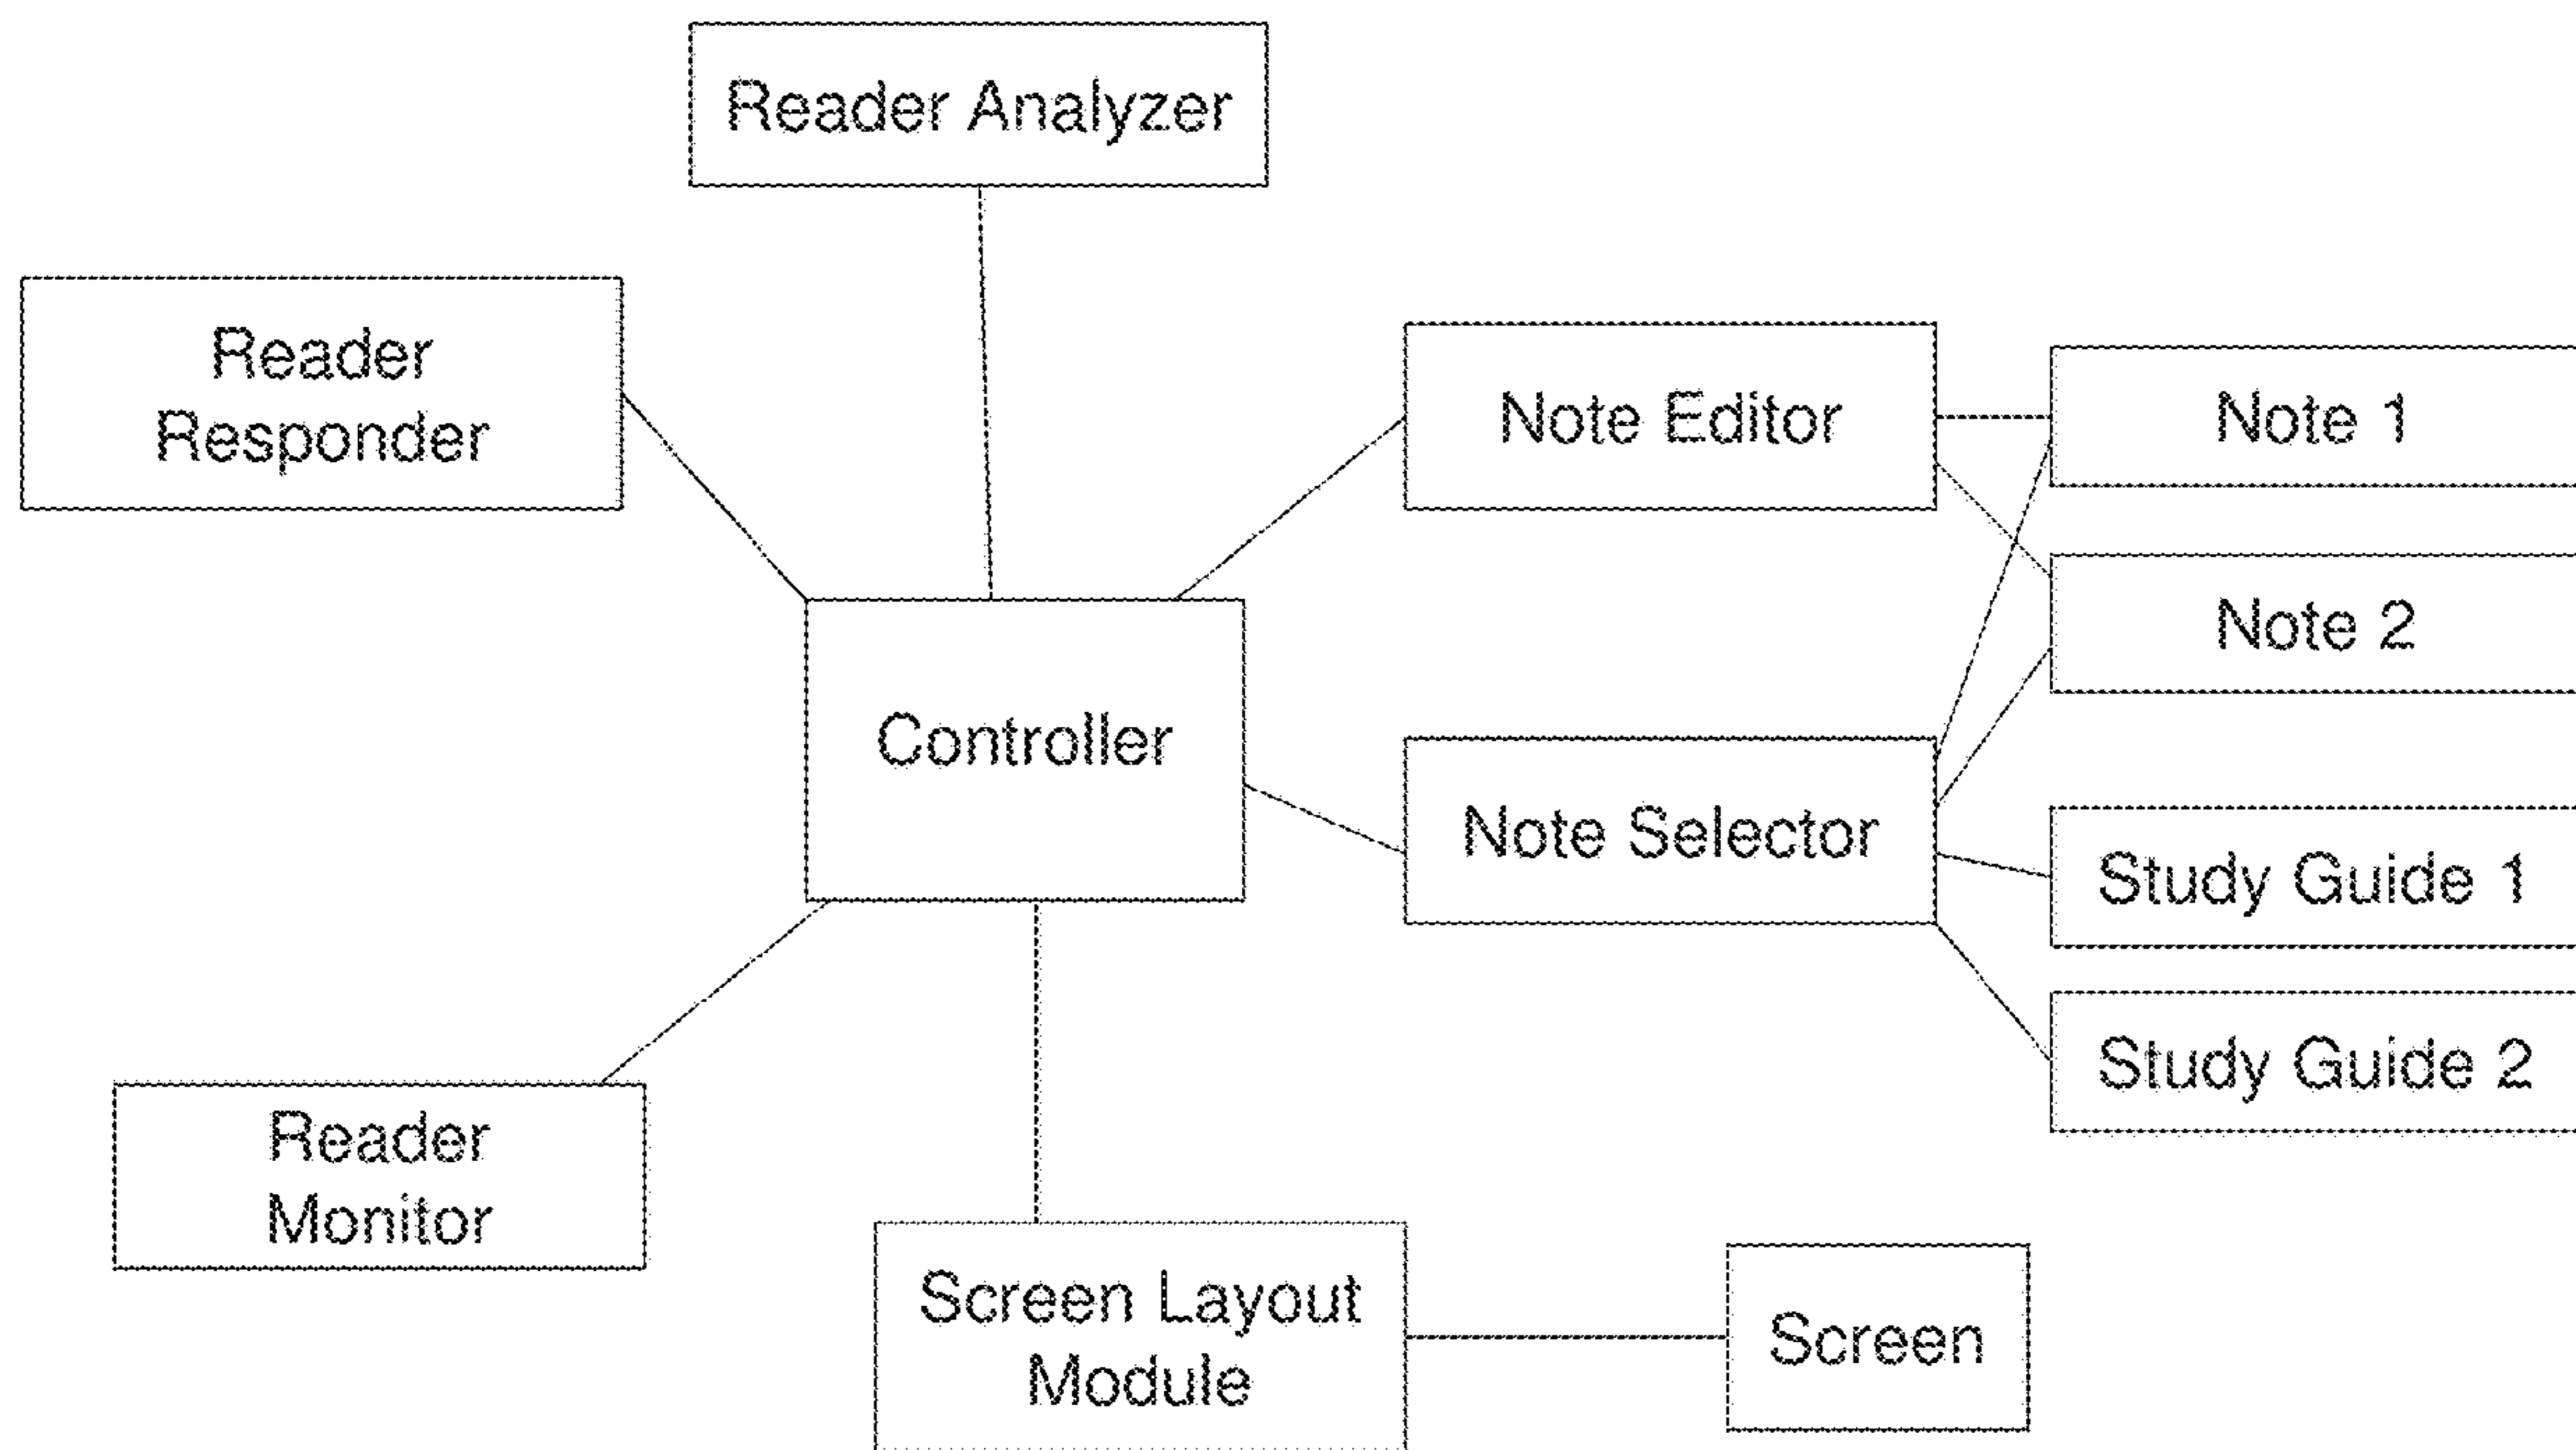 Reader Analyzer
Reader
Responder
Note Editor
Note 1
Note 2
Controller
Note Selector
Study Guide 1
Study Guide 2
Reader
Monitor
Screen Layout
Module
Screen